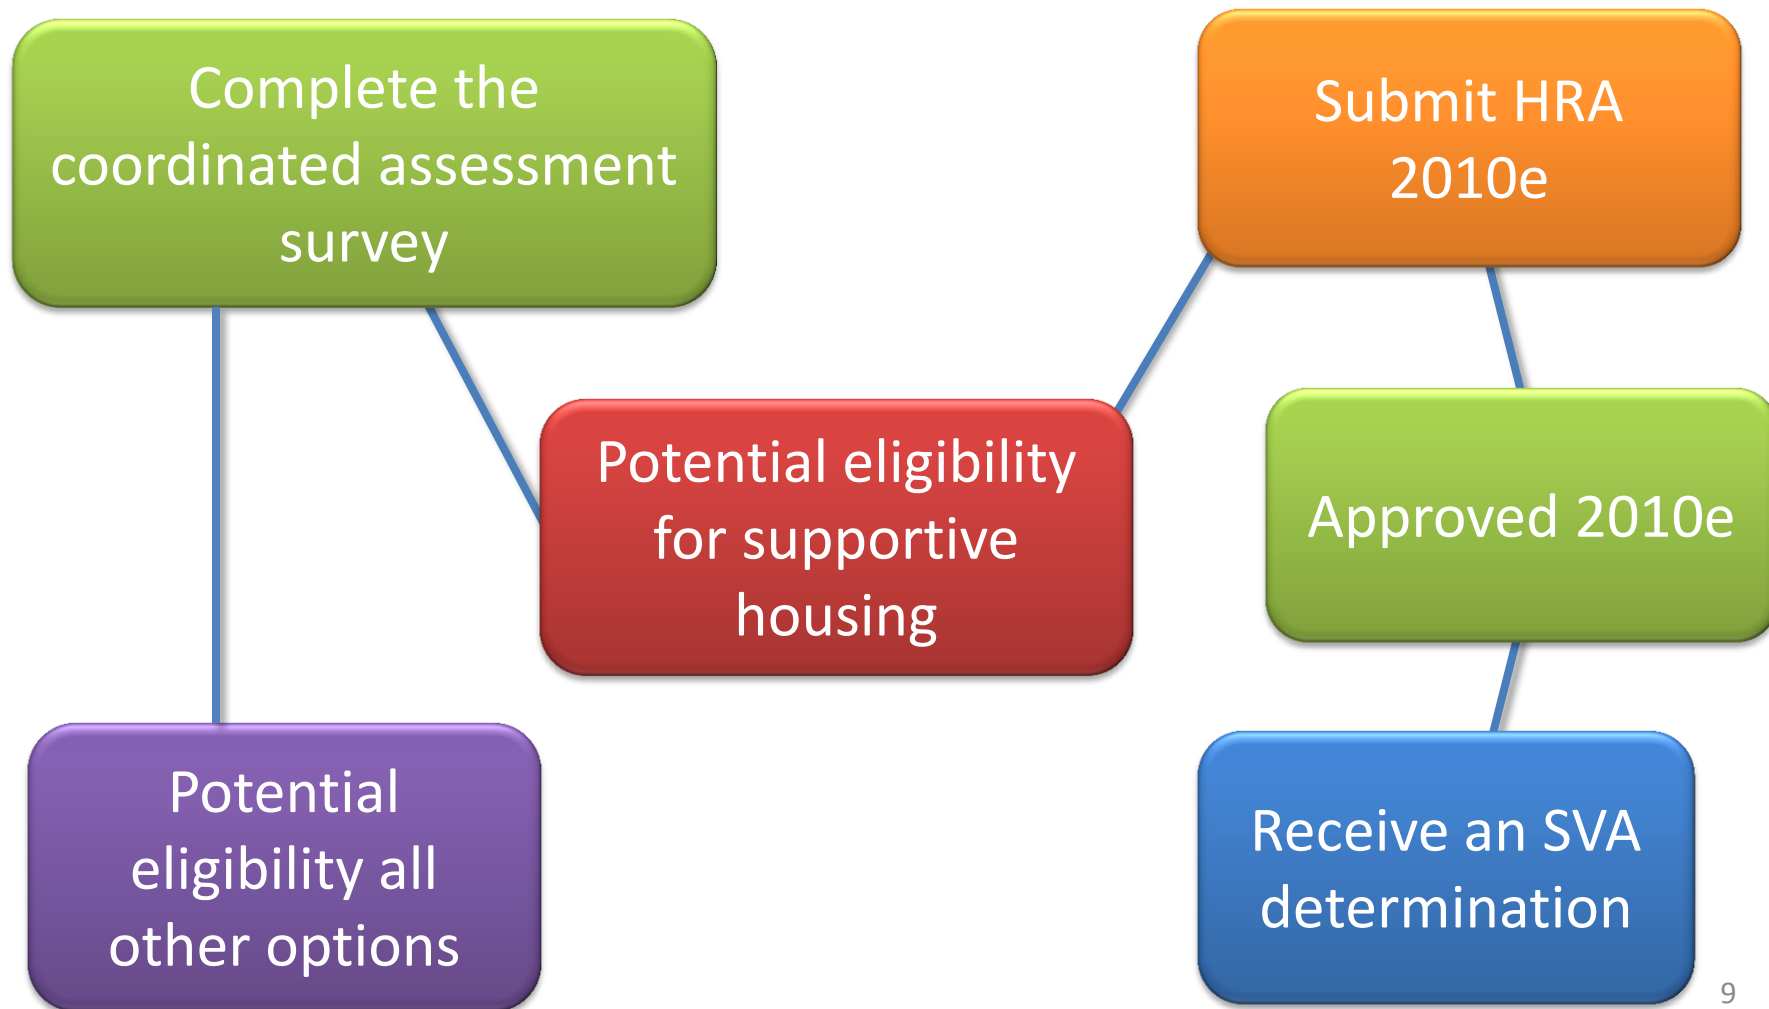 Complete the
coordinated assessment
survey
Submit HRA
2010e
Potential eligibility
for supportive
housing
Approved 2010e
Potential
eligibility all
other options
Receive an SVA
determination
9